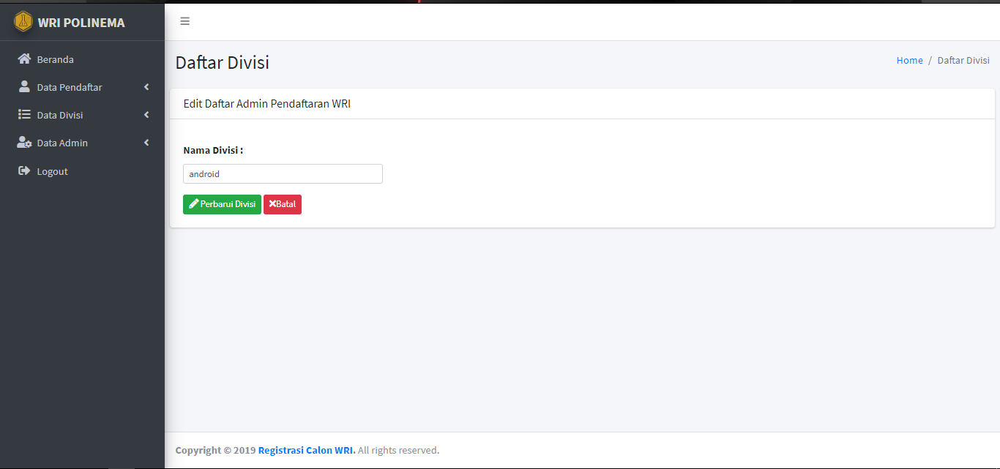 WRI POLINEMA
Beranda
Data Pendaftar
Data Divisi
Data Admin
Logout
Daftar Divisi
Home / Daftar Divisi
Edit Daftar Admin Pendaftaran WRI
Nama Divisi :
android
Perbarui Divisi
Batal
Copyright © 2019 Registrasi Calon WRI. All rights reserved.